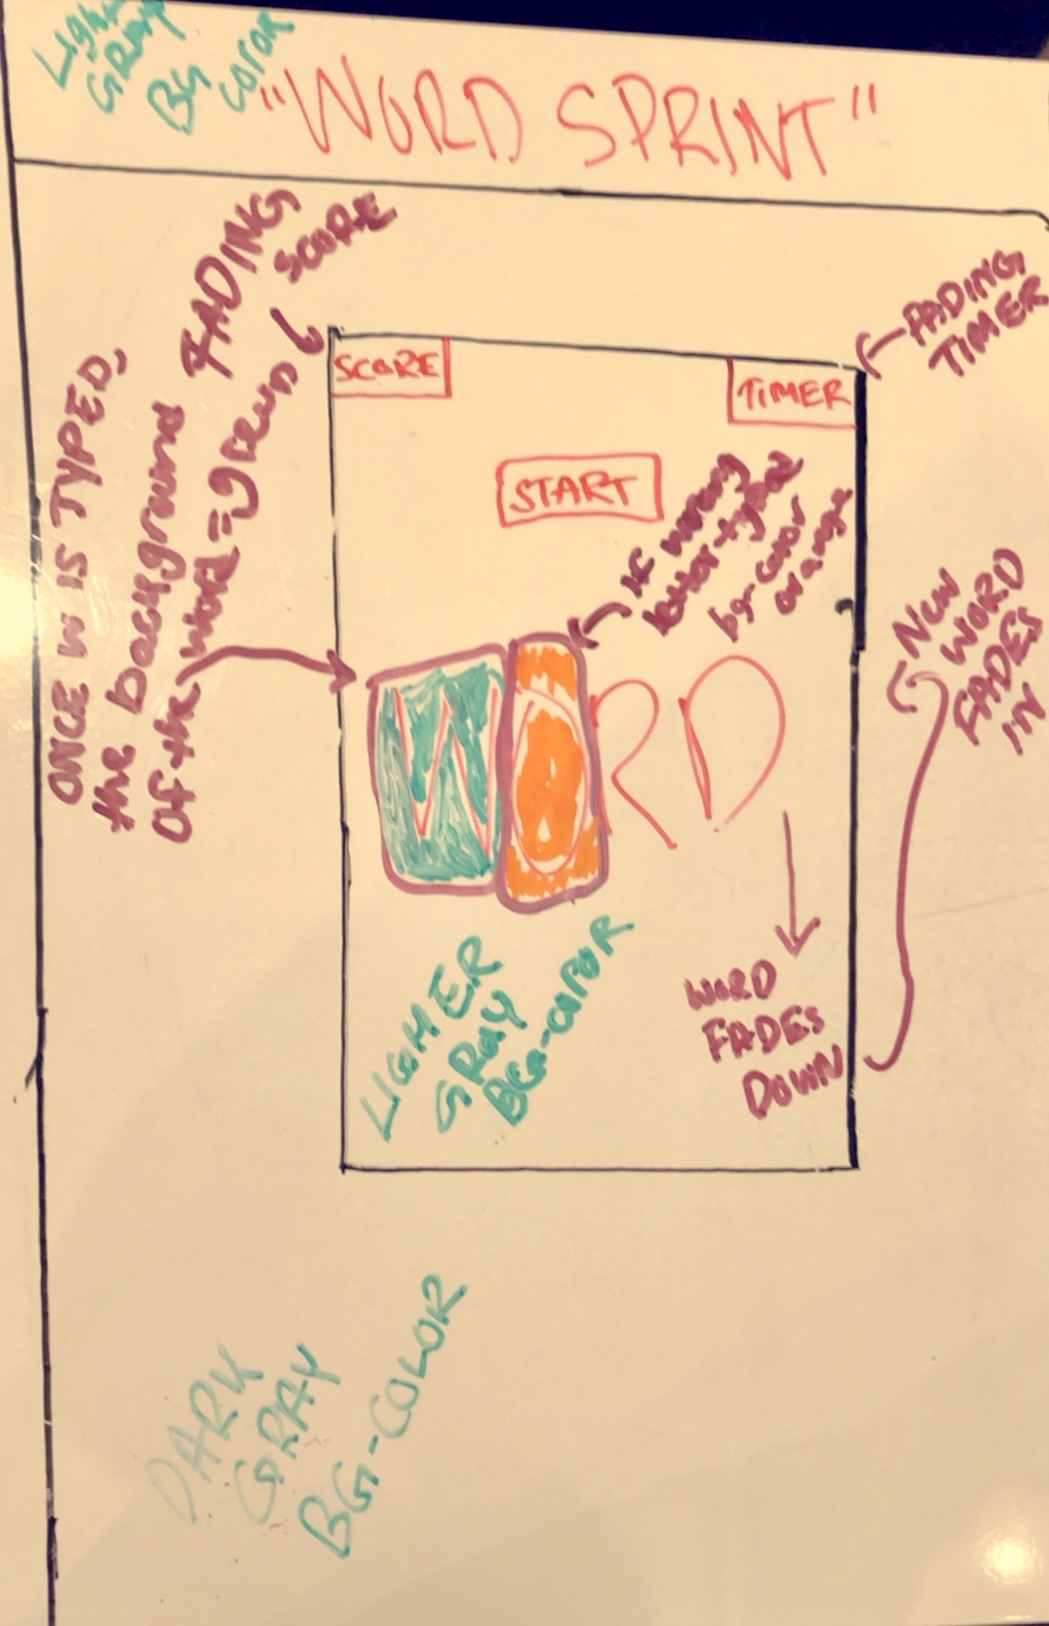 Light
GRAY
BG
COLOR
"WORD SPRINT"
FADING
SCORE
FADING
TIMER
SCORE
TIMER
START
ONCE W IS TYPED,
the background
Of the word = green
If wrong
letter typed
bg-color
orange
NEW
WORD
FADES
IN
WORD
WORD
FADES
DOWN
LIGHER
GRAY
BG-COLOR
DARK
GRAY
BG-COLOR